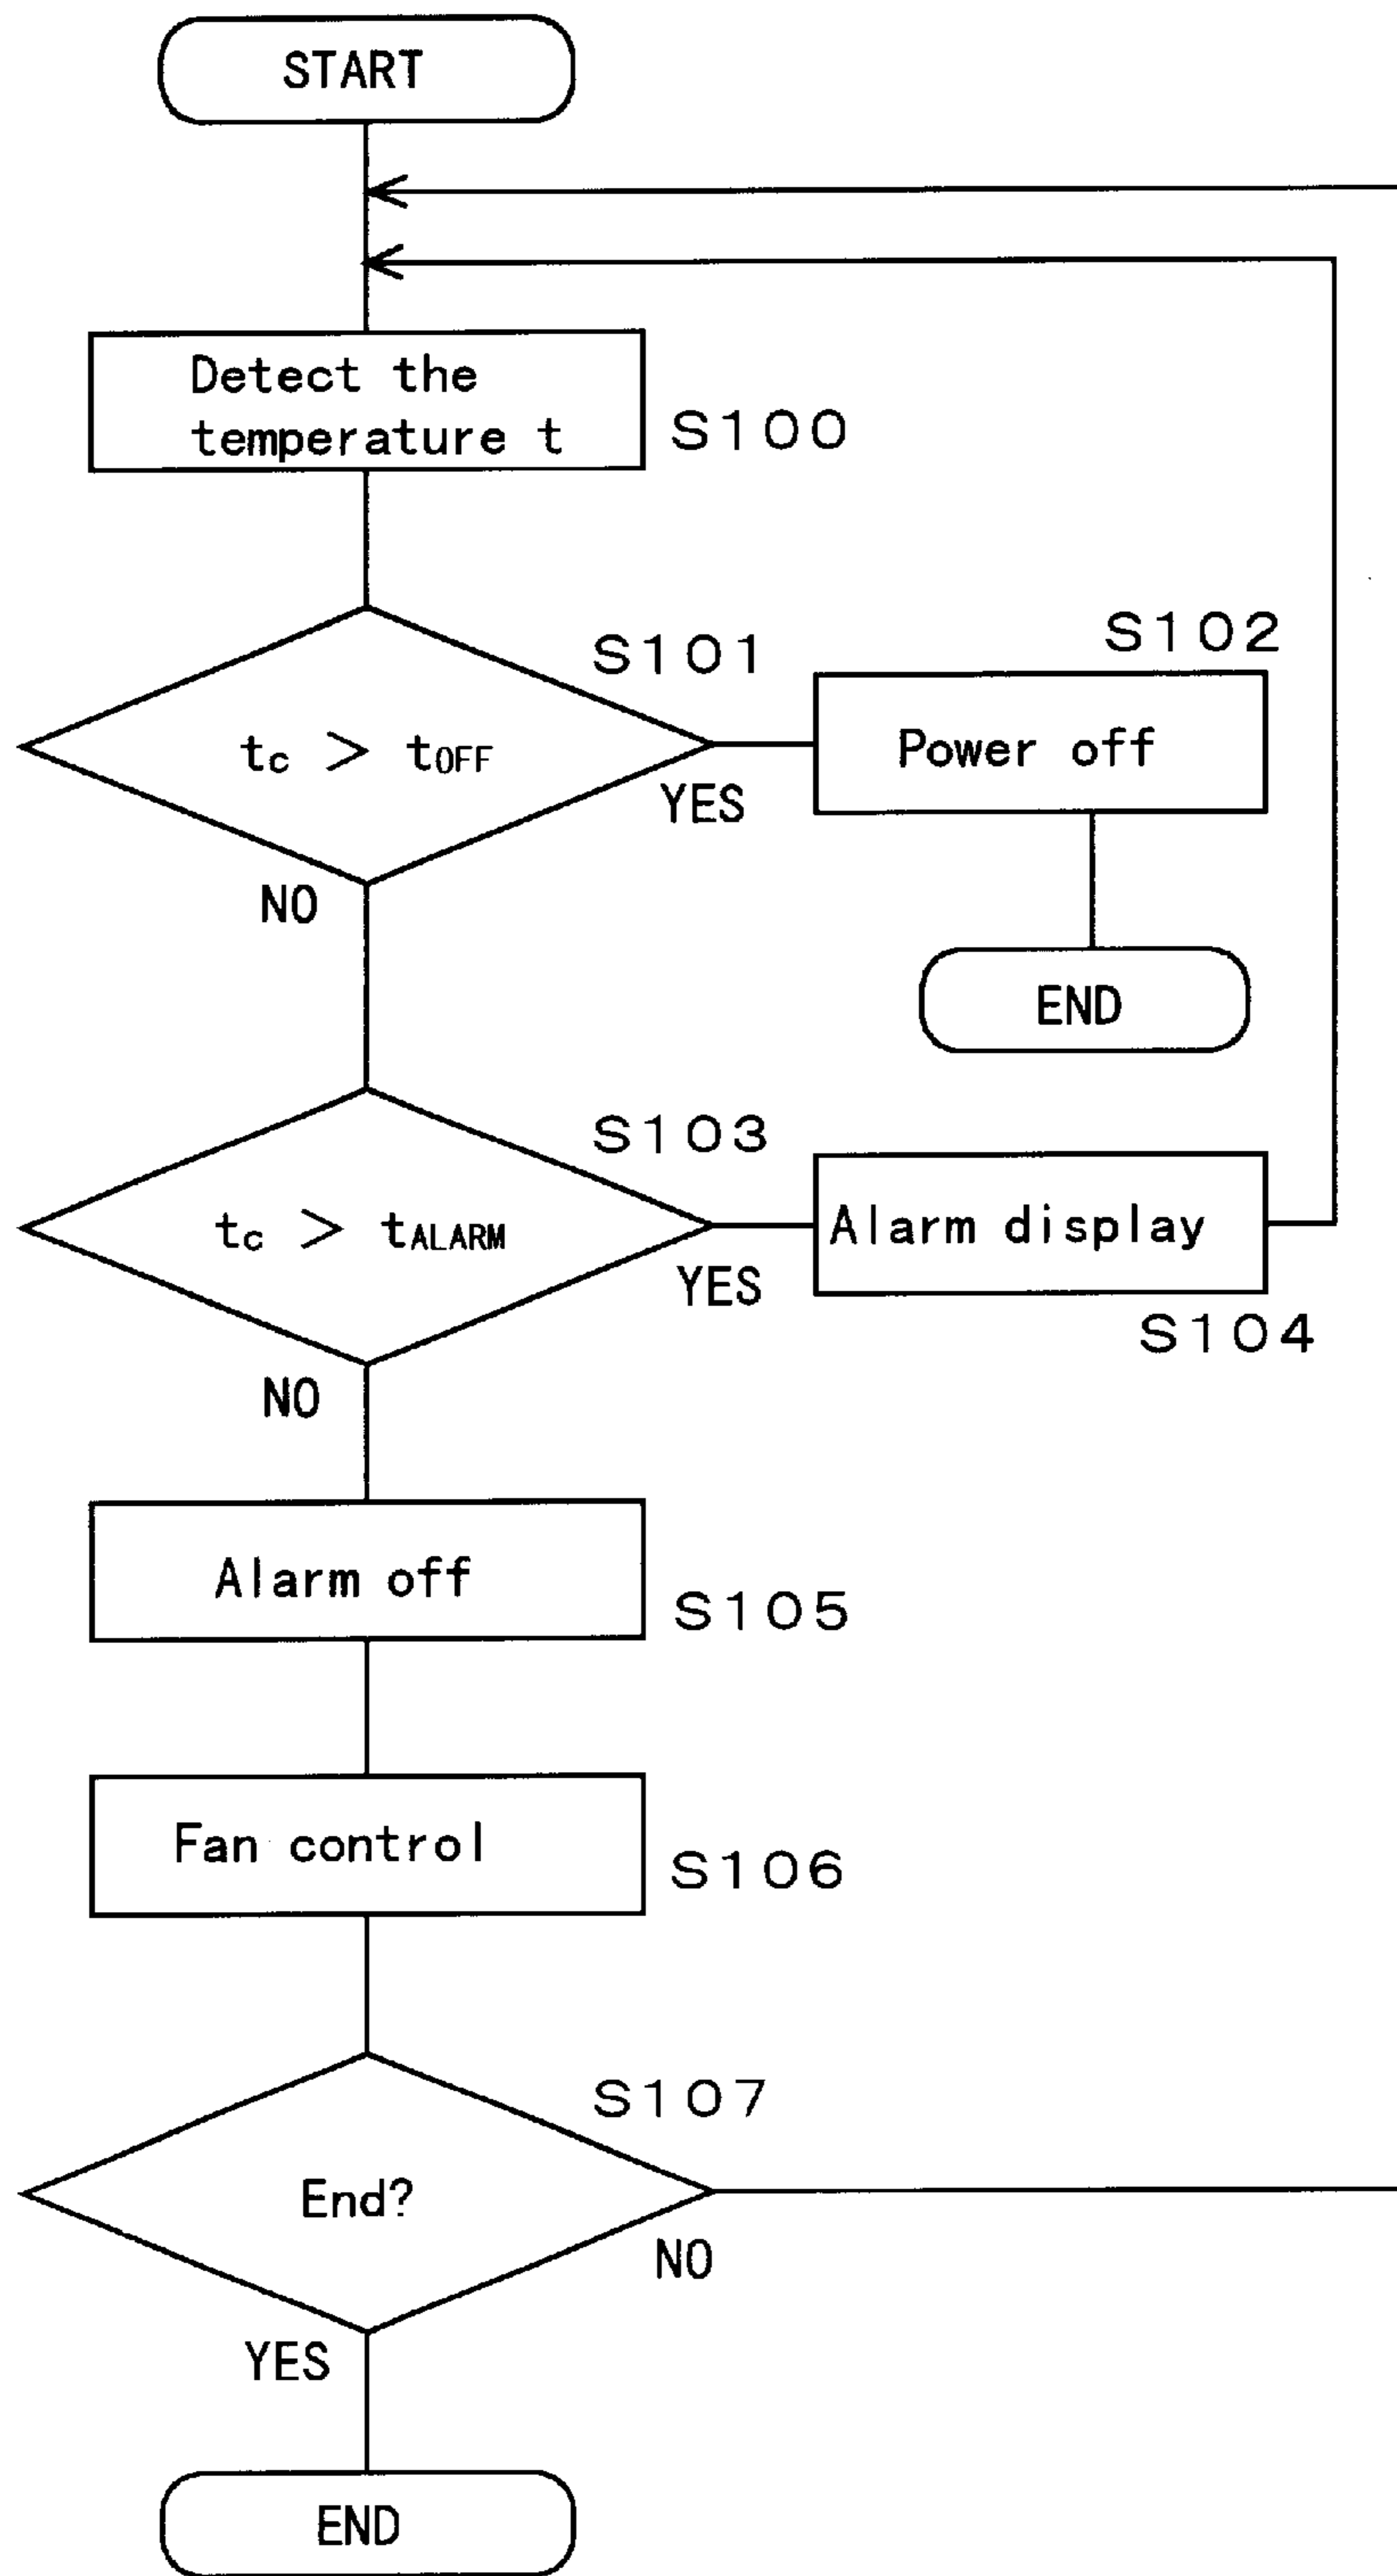 START
Detect the
temperature t
S100
S101
S102
tc > tOFF
Power off
YES
NO
END
S103
tc > tALARM
Alarm display
YES
S104
NO
Alarm off
S105
Fan control
S106
S107
End?
NO
YES
END